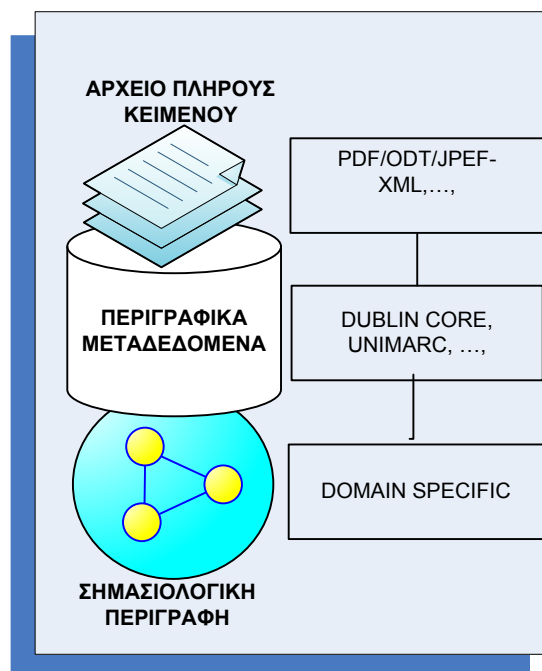 ΑΡΧΕΙΟ ΠΛΗΡΟΥΣ
ΚΕΙΜΕΝΟΥ
PDF/ODT/JPEF-
XML,...,
ΠΕΡΙΓΡΑΦΙΚΑ
ΜΕΤΑΔΕΔΟΜΕΝΑ
DUBLIN CORE,
UNIMARC, ...,
DOMAIN SPECIFIC
ΣΗΜΑΣΙΟΛΟΓΙΚΗ
ΠΕΡΙΓΡΑΦΗ